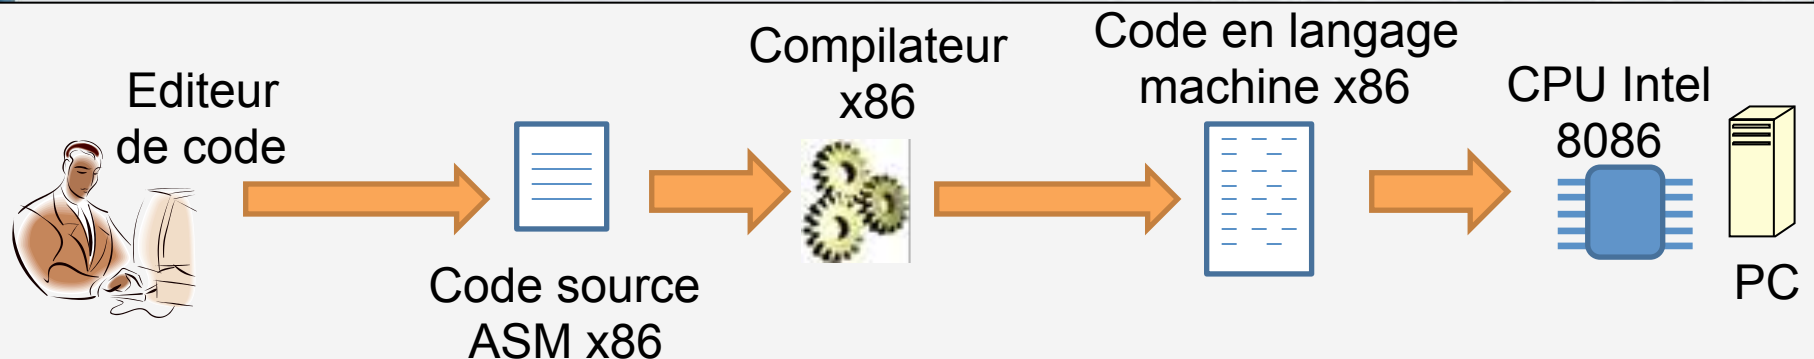 Editeur
de code
Code source
ASM x86
Compilateur
x86
Code en langage
machine x86
CPU Intel
8086
PC